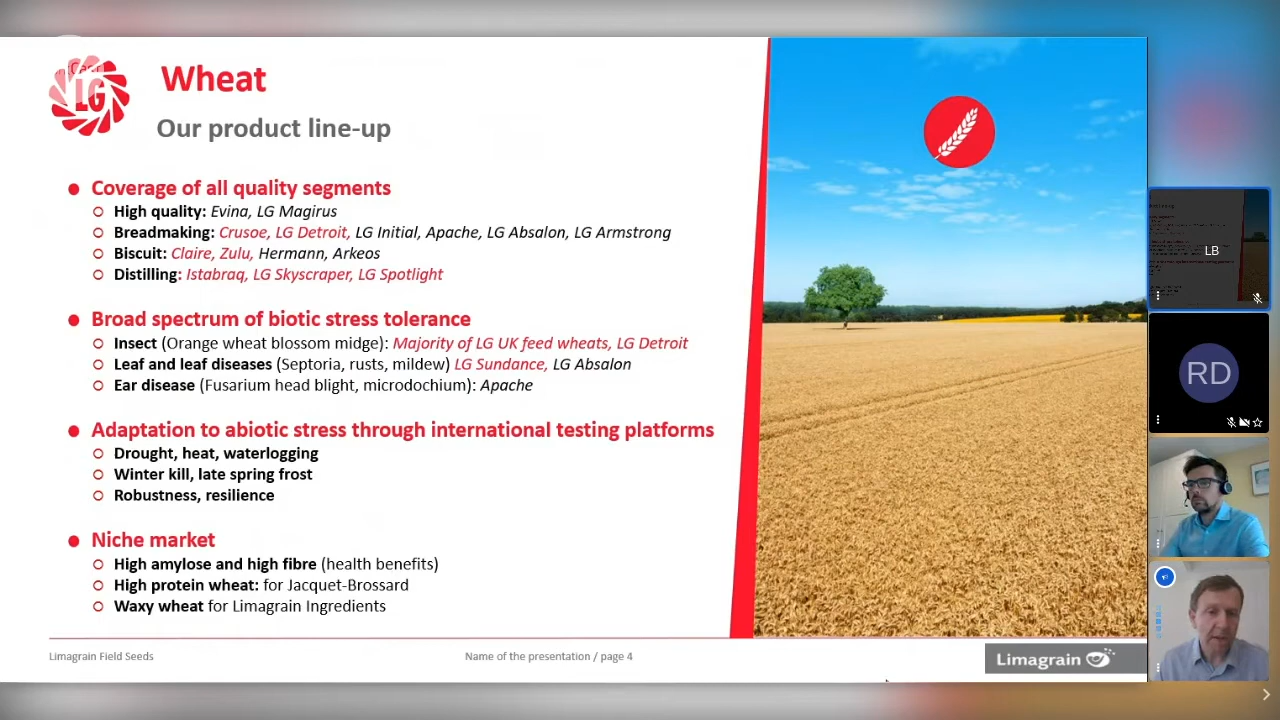 LG
Wheat
Our product line-up
Coverage of all quality segments
High quality: Evina, LG Magirus
Breadmaking: Crusoe, LG Detroit, LG Initial, Apache, LG Absalon, LG Armstrong
Biscuit: Claire, Zulu, Hermann, Arkeos
Distilling: Istabraq, LG Skyscraper, LG Spotlight
Broad spectrum of biotic stress tolerance
Insect (Orange wheat blossom midge): Majority of LG UK feed wheats, LG Detroit
Leaf and leaf diseases (Septoria, rusts, mildew) LG Sundance, LG Absalon
Ear disease (Fusarium head blight, microdochium): Apache
Adaptation to abiotic stress through international testing platforms
Drought, heat, waterlogging
Winter kill, late spring frost
Robustness, resilience
Niche market
High amylose and high fibre (health benefits)
High protein wheat: for Jacquet-Brossard
Waxy wheat for Limagrain Ingredients
Limagrain Field Seeds
Name of the presentation / page 4
Limagrain
LB
RD